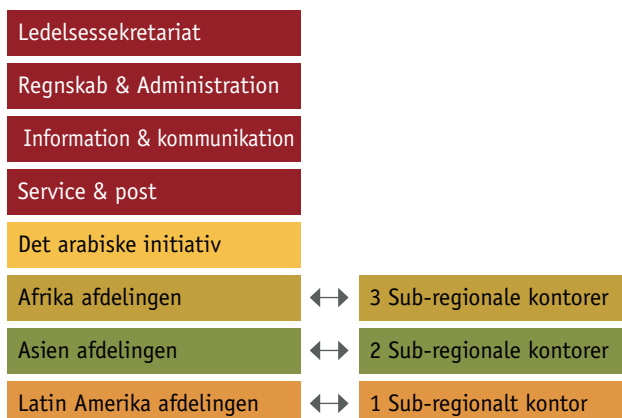 Ledelsessekretariat
Regnskab & Administration
Information & kommunikation
Service & post
Det arabiske initiativ
Afrika afdelingen
3 Sub-regionale kontorer
Asien afdelingen
2 Sub-regionale kontorer
Latin Amerika afdelingen
1 Sub-regionalt kontor